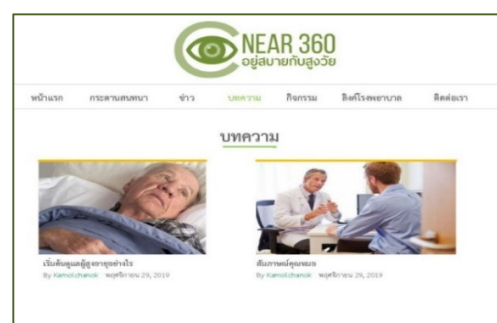 NEAR 360
อยู่สบายกับสูงวัย
หน้าแรก กระดานสนทนา ข่าว บทความ กิจกรรม ลิงค์โรงพยาบาล ติดต่อเรา
บทความ
เริ่มต้นดูแลผู้สูงอายุอย่างไร
By Kamolchanok พฤศจิกายน 29, 2019
สัมภาษณ์คุณหมอ
By Kamolchanok พฤศจิกายน 29, 2019